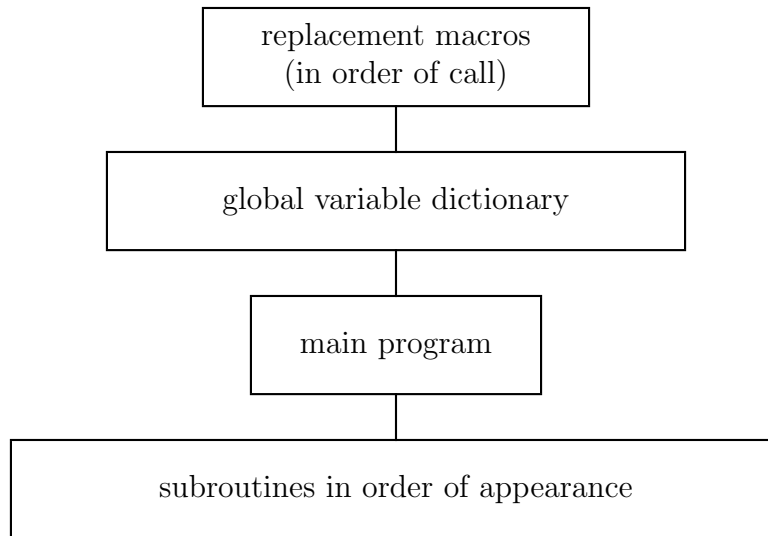 replacement macros
(in order of call)
global variable dictionary
main program
subroutines in order of appearance